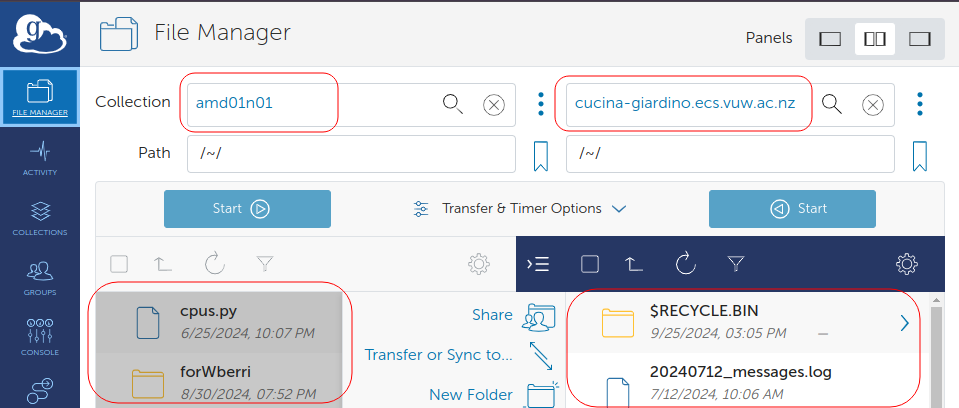 g
File Manager
Panels
FILE MANAGER
Collection
amd01n01
cucina-giardino.ecs.vuw.ac.nz
Path
/~/
/~/
ACTIVITY
Start
Transfer & Timer Options
Start
COLLECTIONS
GROUPS
cpus.py
6/25/2024, 10:07 PM
Share
$RECYCLE.BIN
9/25/2024, 03:05 PM
—
CONSOLE
Transfer or Sync to...
forWberri
8/30/2024, 07:52 PM
New Folder
20240712_messages.log
7/12/2024, 10:06 AM